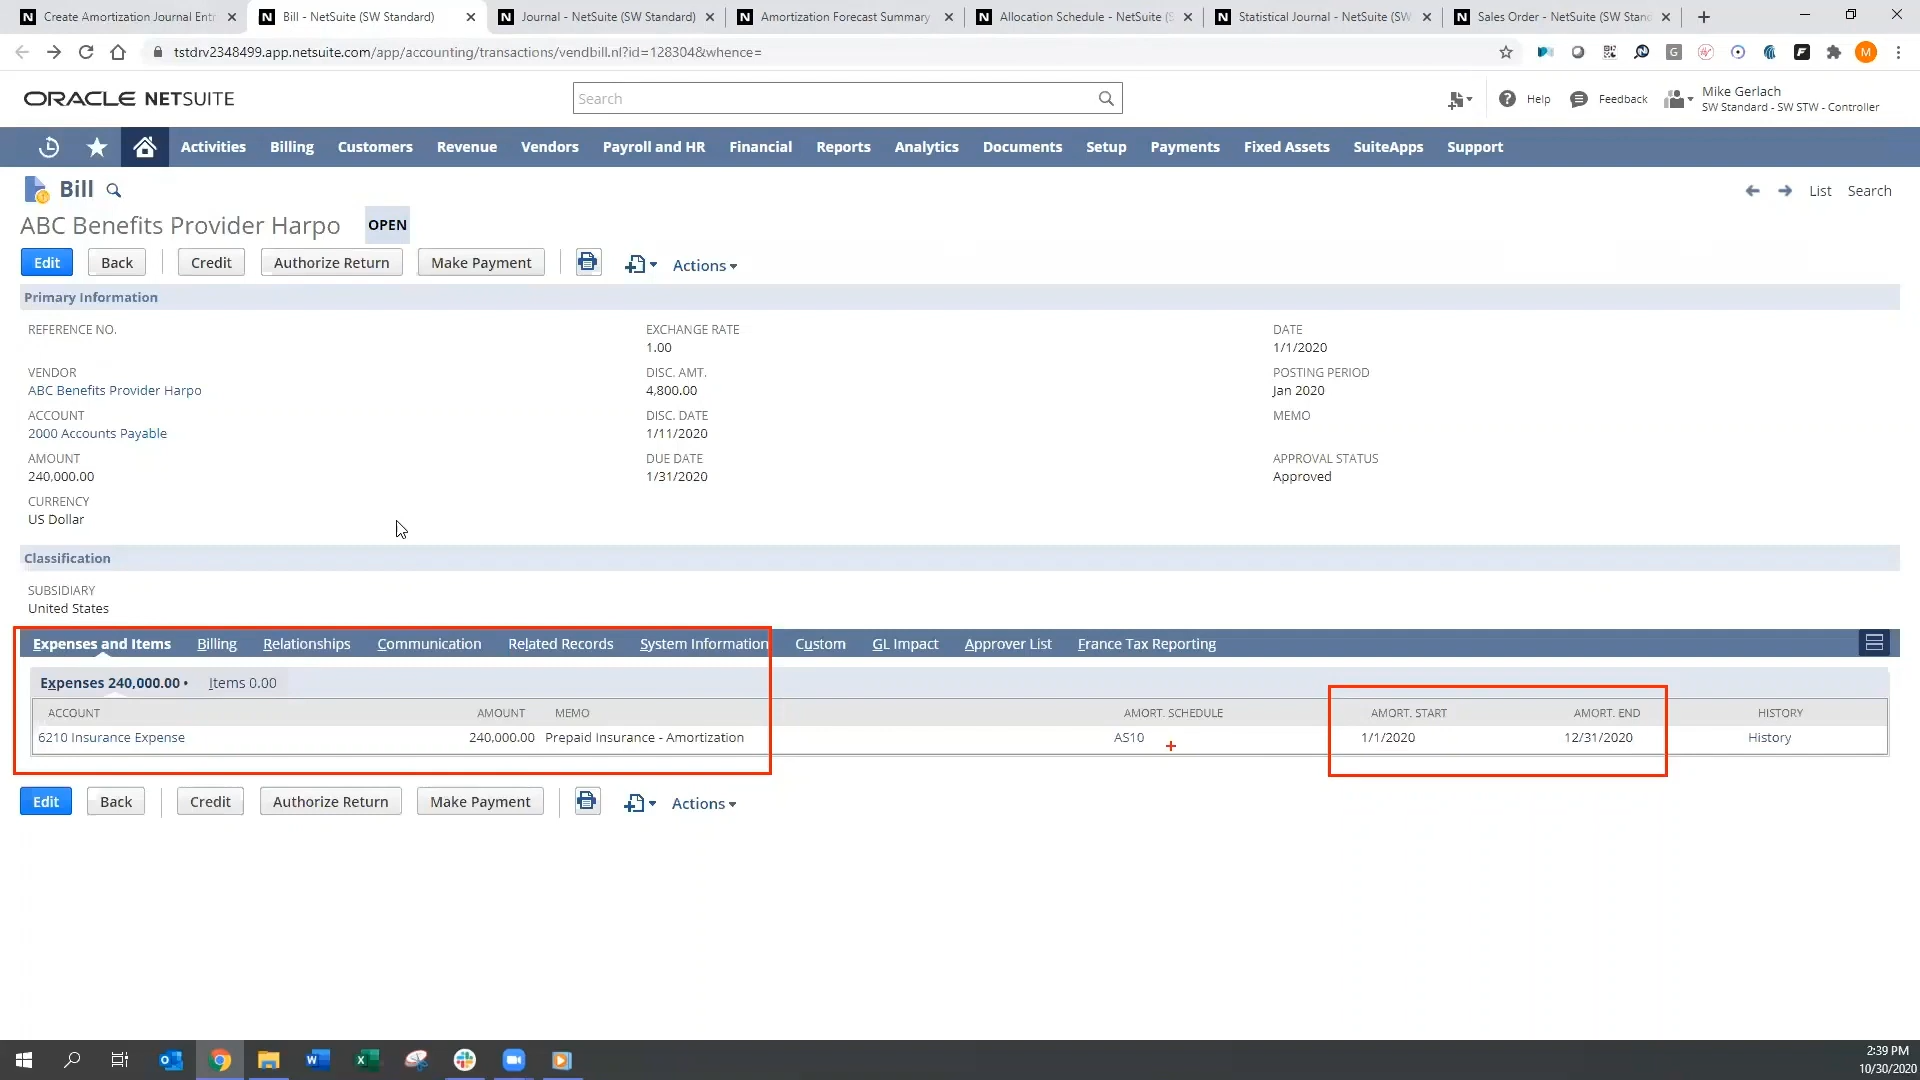 Create Amortization Journal Entr
Bill - NetSuite (SW Standard)
Journal - NetSuite (SW Standard)
Amortization Forecast Summary
Allocation Schedule - NetSuite (S
Statistical Journal - NetSuite (SW
Sales Order - NetSuite (SW Stand
tstdrv2348499.app.netsuite.com/app/accounting/transactions/vendbill.nl?id=128304&whence=
ORACLE NETSUITE
Search
Help
Feedback
Mike Gerlach
SW Standard - SW STW - Controller
Activities Billing Customers Revenue Vendors Payroll and HR Financial Reports Analytics Documents Setup Payments Fixed Assets SuiteApps Support
Bill
List Search
ABC Benefits Provider Harpo OPEN
Edit Back Credit Authorize Return Make Payment Actions
Primary Information
REFERENCE NO.
VENDOR
ABC Benefits Provider Harpo
ACCOUNT
2000 Accounts Payable
AMOUNT
240,000.00
CURRENCY
US Dollar
EXCHANGE RATE
1.00
DISC. AMT.
4,800.00
DISC. DATE
1/11/2020
DUE DATE
1/31/2020
DATE
1/1/2020
POSTING PERIOD
Jan 2020
MEMO
APPROVAL STATUS
Approved
Classification
SUBSIDIARY
United States
Expenses and Items Billing Relationships Communication Related Records System Information Custom GL Impact Approver List France Tax Reporting
Expenses 240,000.00 • Items 0.00
ACCOUNT AMOUNT MEMO AMORT. SCHEDULE AMORT. START AMORT. END HISTORY
6210 Insurance Expense 240,000.00 Prepaid Insurance - Amortization AS10 1/1/2020 12/31/2020 History
Edit Back Credit Authorize Return Make Payment Actions
2:39 PM
10/30/2020